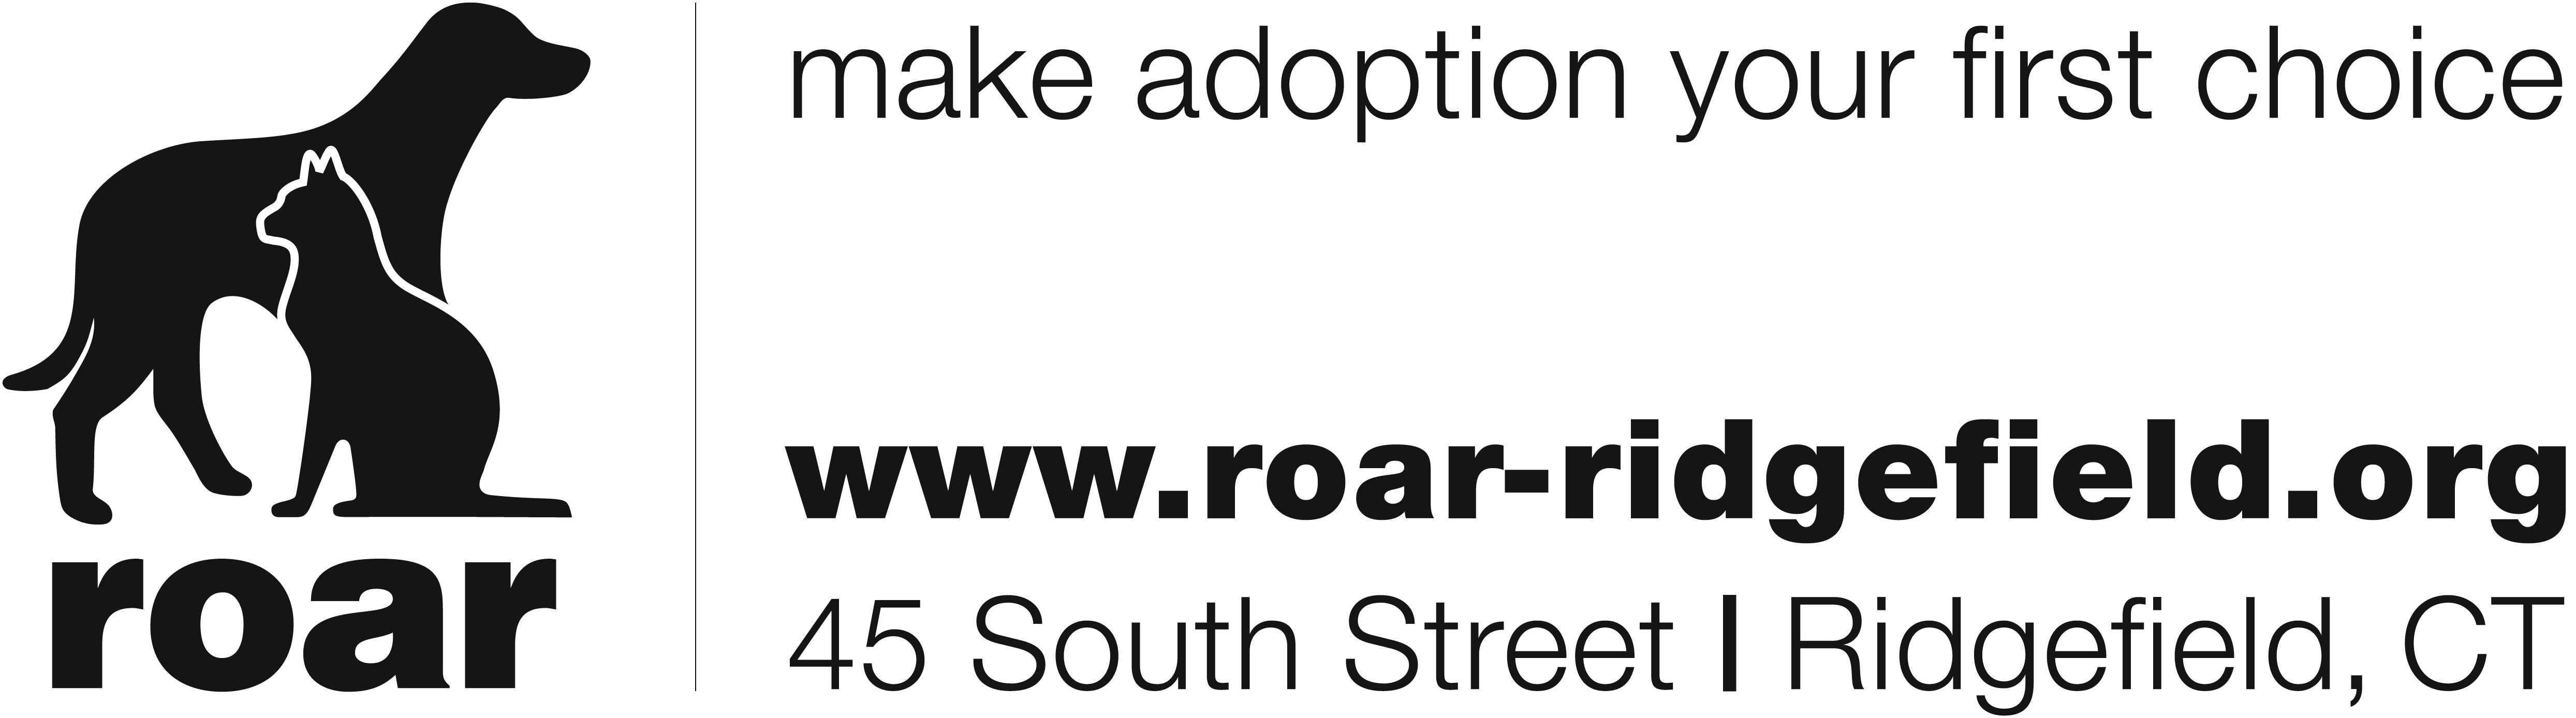 roar
make adoption your first choice
www.roar-ridgefield.org
45 South Street | Ridgefield, CT